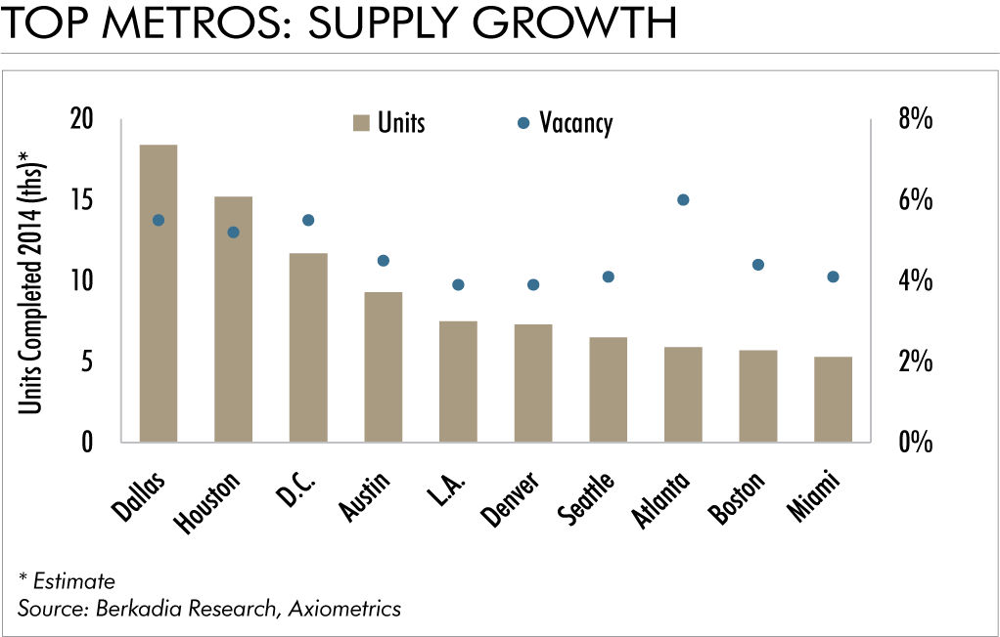 TOP METROS: SUPPLY GROWTH
Units Completed 2014 (ths)*
Units
Vacancy
20
15
10
5
0
8%
6%
4%
2%
0%
Dallas
Houston
D.C.
Austin
L.A.
Denver
Seattle
Atlanta
Boston
Miami
* Estimate
Source: Berkadia Research, Axiometrics